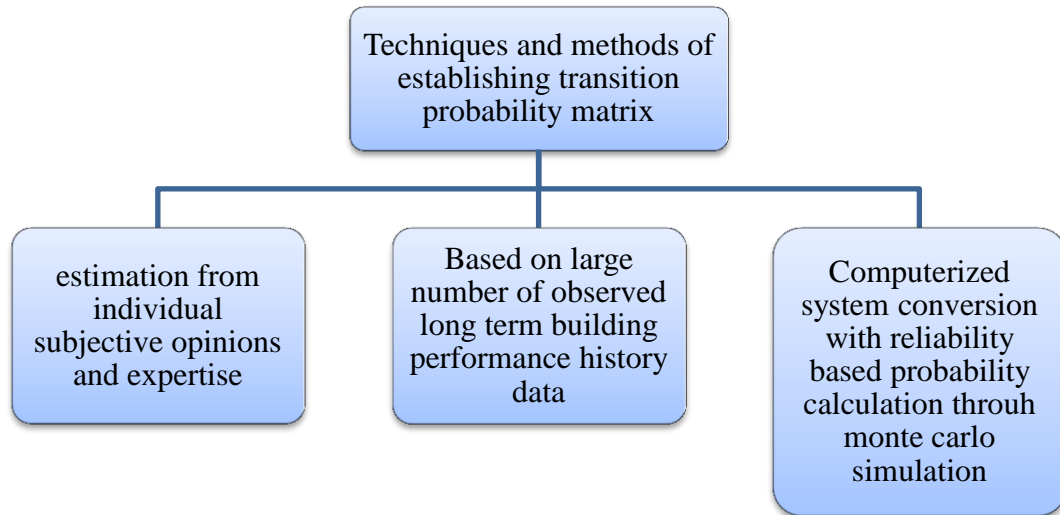 Techniques and methods of
establishing transition
probability matrix
estimation from
individual
subjective opinions
and expertise
Based on large
number of observed
long term building
performance history
data
Computerized
system conversion
with reliability
based probability
calculation throuh
monte carlo
simulation